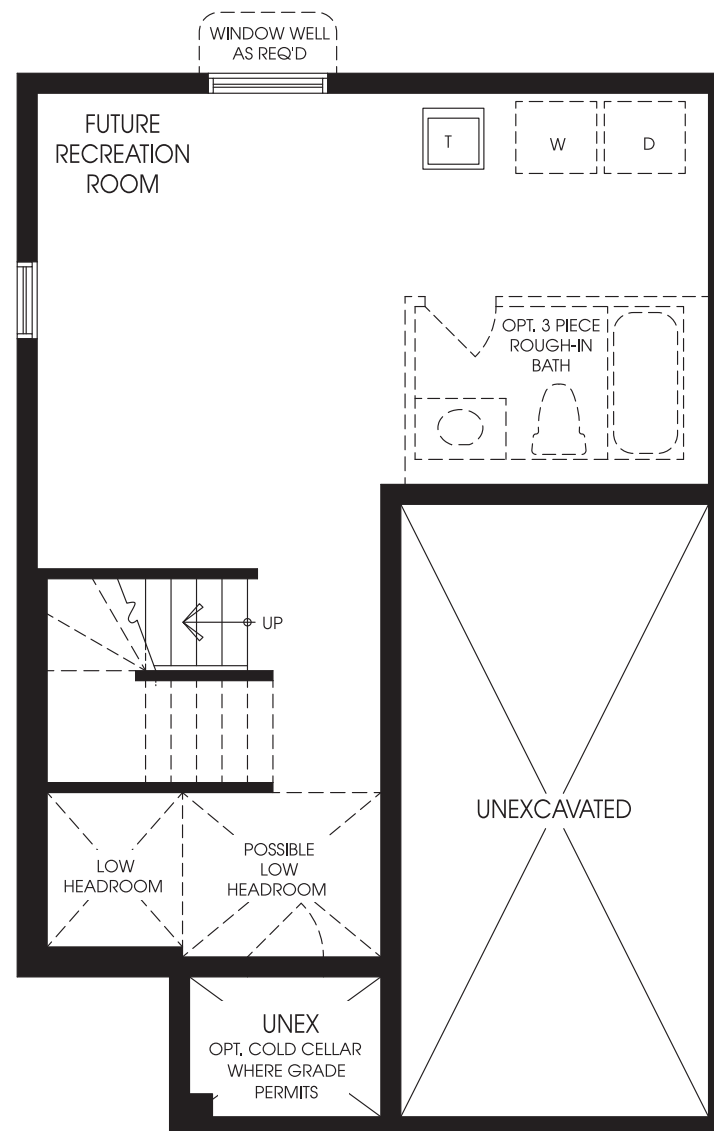 WINDOW WELL
AS REQ'D
FUTURE
RECREATION
ROOM
T
W
D
OPT. 3 PIECE
ROUGH-IN
BATH
UP
UNEXCAVATED
LOW
HEADROOM
POSSIBLE
LOW
HEADROOM
UNEX
OPT. COLD CELLAR
WHERE GRADE
PERMITS